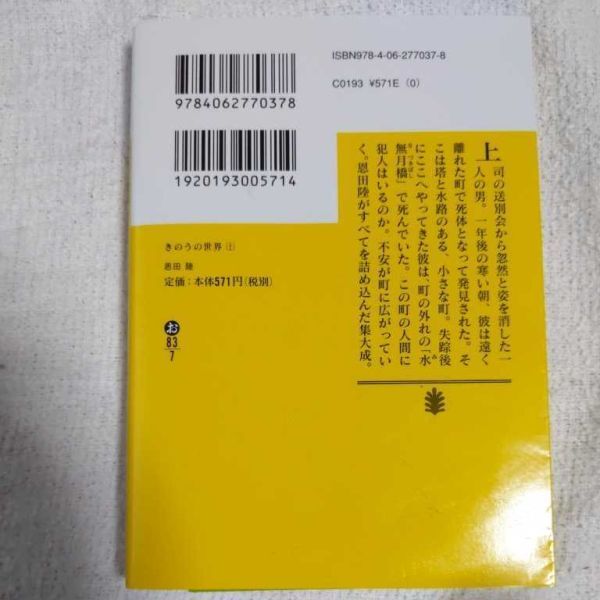 ISBN978-4-06-277037-8
C0193 ¥571E (0)
9784062770378
1920193005714
きのうの世界 上
恩田 陸
定価:本体571円(税別)
お
83
7
上司の送別会から忽然と姿を消した一
人の男。一年後の寒い朝、彼は遠く
離れた町で死体となって発見された。そ
こは塔と水路のある、小さな町。失踪後
にここへやってきた彼は、町の外れの「水
無月橋」で死んでいた。この町の人間に
犯人はいるのか。不安が町に広がってい
く。恩田陸がすべてを詰め込んだ集大成。